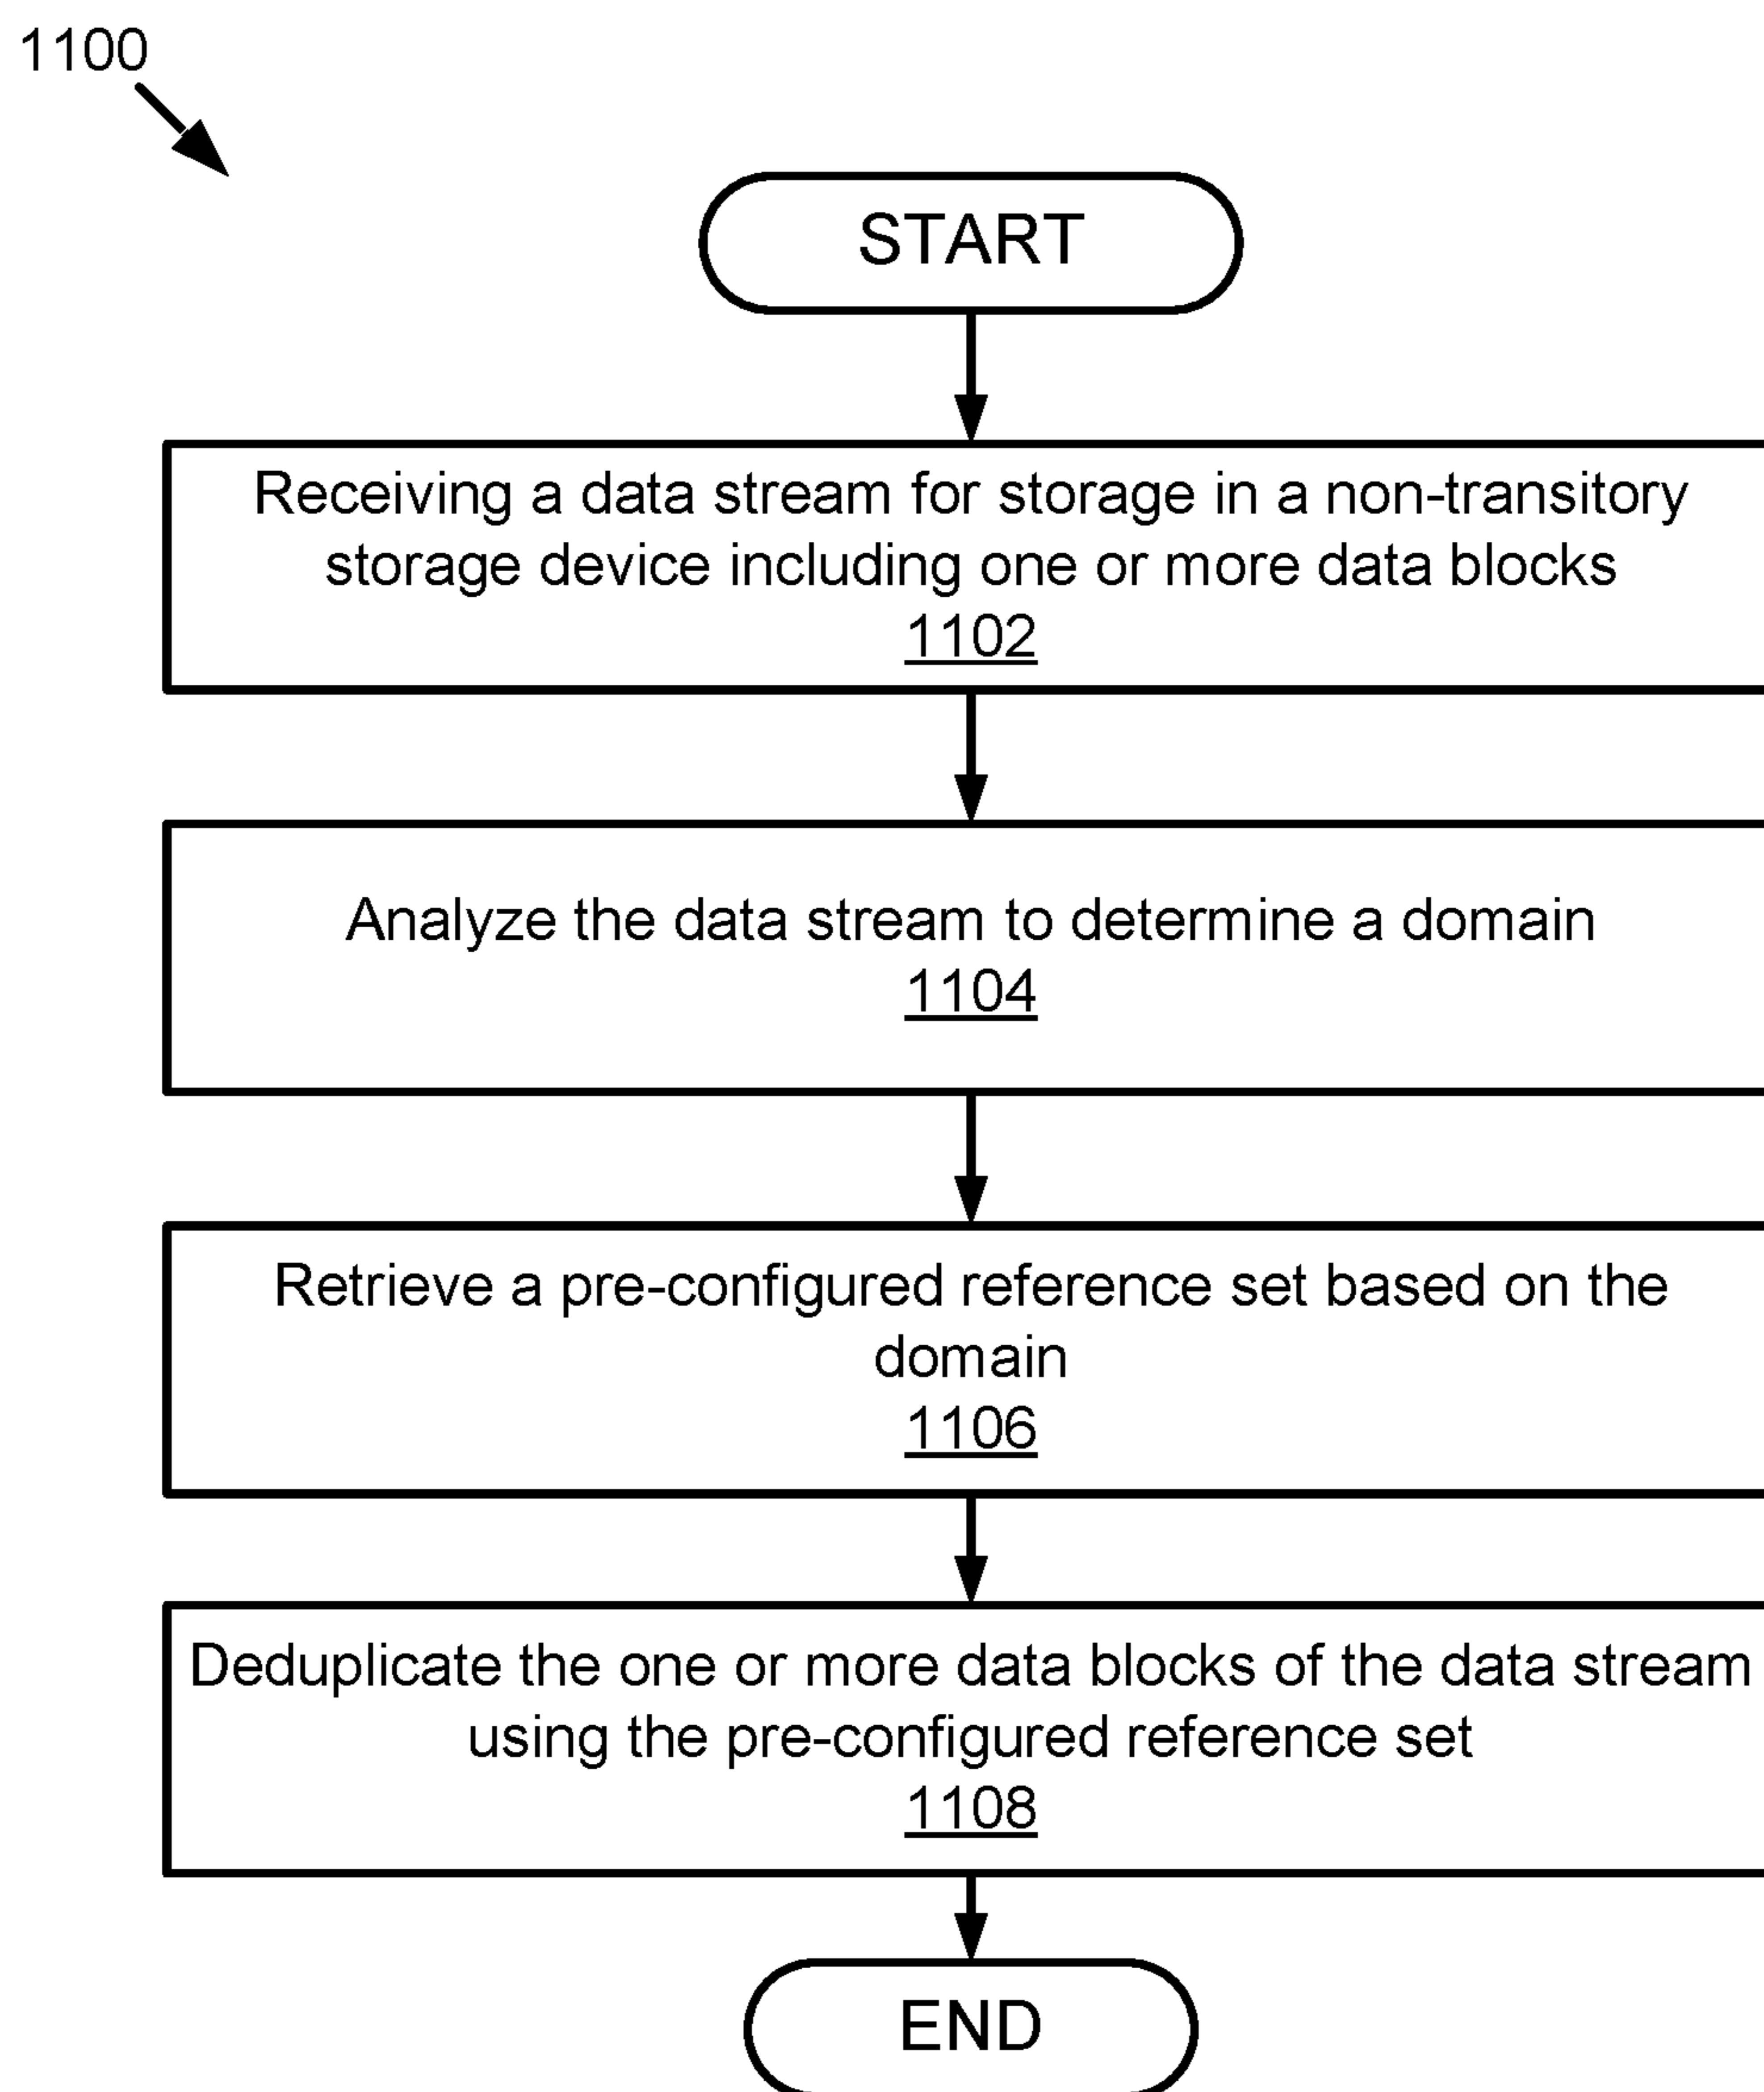 1100
START
Receiving a data stream for storage in a non-transitory
storage device including one or more data blocks
1102
Analyze the data stream to determine a domain
1104
Retrieve a pre-configured reference set based on the
domain
1106
Deduplicate the one or more data blocks of the data stream
using the pre-configured reference set
1108
END